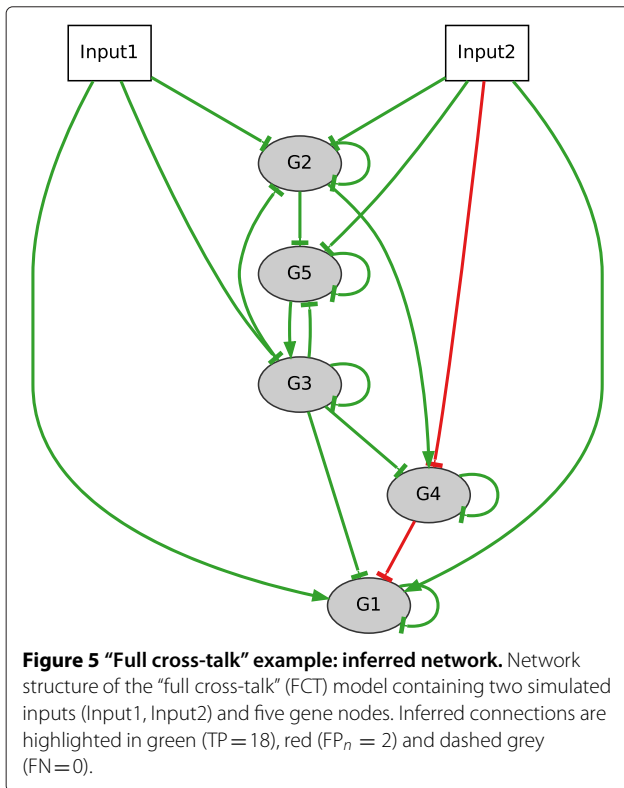 Input1
Input2
G2
G5
G3
G4
G1
Figure 5 “Full cross-talk” example: inferred network. Network
structure of the “full cross-talk” (FCT) model containing two simulated
inputs (Input1, Input2) and five gene nodes. Inferred connections are
highlighted in green (TP = 18), red (FPn = 2) and dashed grey
(FN = 0).